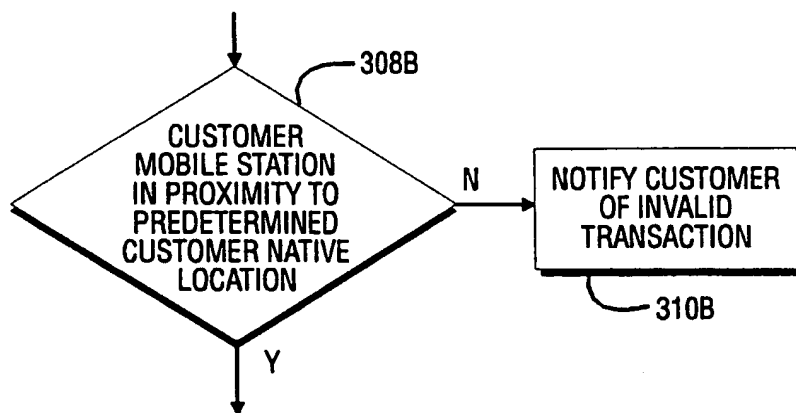 308B
CUSTOMER
MOBILE STATION
IN PROXIMITY TO
PREDETERMINED
CUSTOMER NATIVE
LOCATION
N
NOTIFY CUSTOMER
OF INVALID
TRANSACTION
310B
Y